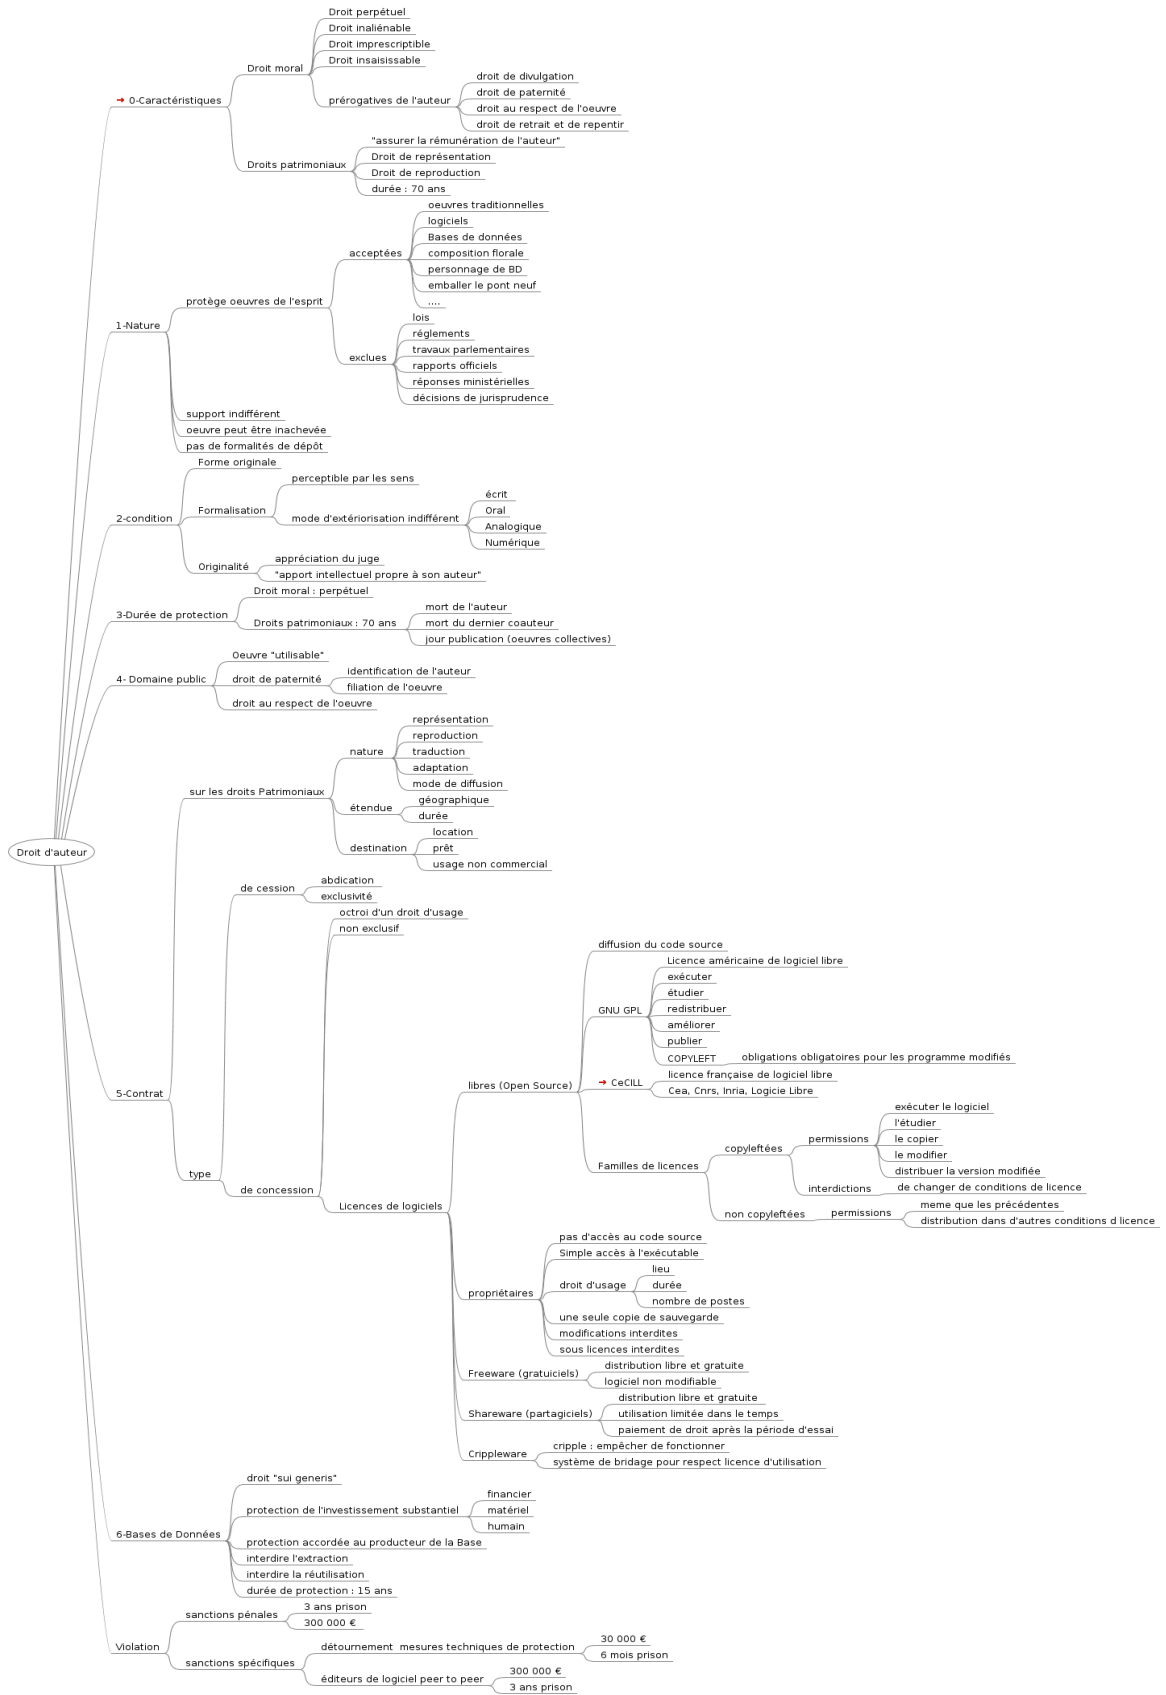 Droit d'auteur
0-Caractéristiques
Droit moral
Droit perpétuel
Droit inaliénable
Droit imprescriptible
Droit insaisissable
prérogatives de l'auteur
droit de divulgation
droit de paternité
droit au respect de l'oeuvre
droit de retrait et de repentir
Droits patrimoniaux
"assurer la rémunération de l'auteur"
Droit de représentation
Droit de reproduction
durée : 70 ans
1-Nature
protège oeuvres de l'esprit
acceptées
oeuvres traditionnelles
logiciels
Bases de données
composition florale
personnage de BD
emballer le pont neuf
....
exclues
lois
réglements
travaux parlementaires
rapports officiels
réponses ministérielles
décisions de jurisprudence
support indifférent
oeuvre peut être inachevée
pas de formalités de dépôt
2-condition
Forme originale
Formalisation
perceptible par les sens
mode d'extériorisation indifférent
écrit
Oral
Analogique
Numérique
Originalité
appréciation du juge
"apport intellectuel propre à son auteur"
3-Durée de protection
Droit moral : perpétuel
Droits patrimoniaux : 70 ans
mort de l'auteur
mort du dernier coauteur
jour publication (oeuvres collectives)
4- Domaine public
Oeuvre "utilisable"
droit de paternité
identification de l'auteur
filiation de l'oeuvre
droit au respect de l'oeuvre
5-Contrat
sur les droits Patrimoniaux
nature
représentation
reproduction
traduction
adaptation
mode de diffusion
étendue
géographique
durée
destination
location
prêt
usage non commercial
type
de cession
abdication
exclusivité
de concession
octroi d'un droit d'usage
non exclusif
Licences de logiciels
libres (Open Source)
diffusion du code source
GNU GPL
Licence américaine de logiciel libre
exécuter
étudier
redistribuer
améliorer
publier
COPYLEFT
obligations obligatoires pour les programme modifiés
CeCILL
licence française de logiciel libre
Cea, Cnrs, Inria, Logicie Libre
Familles de licences
copyleftées
permissions
exécuter le logiciel
l'étudier
le copier
le modifier
distribuer la version modifiée
interdictions
de changer de conditions de licence
non copyleftées
permissions
meme que les précédentes
distribution dans d'autres conditions d licence
propriétaires
pas d'accès au code source
Simple accès à l'exécutable
droit d'usage
lieu
durée
nombre de postes
une seule copie de sauvegarde
modifications interdites
sous licences interdites
Freeware (gratuiciels)
distribution libre et gratuite
logiciel non modifiable
Shareware (partagiciels)
distribution libre et gratuite
utilisation limitée dans le temps
paiement de droit après la période d'essai
Crippleware
cripple : empêcher de fonctionner
système de bridage pour respect licence d'utilisation
6-Bases de Données
droit "sui generis"
protection de l'investissement substantiel
financier
matériel
humain
protection accordée au producteur de la Base
interdire l'extraction
interdire la réutilisation
durée de protection : 15 ans
Violation
sanctions pénales
3 ans prison
300 000 €
sanctions spécifiques
détournement  mesures techniques de protection
30 000 €
6 mois prison
éditeurs de logiciel peer to peer
300 000 €
3 ans prison